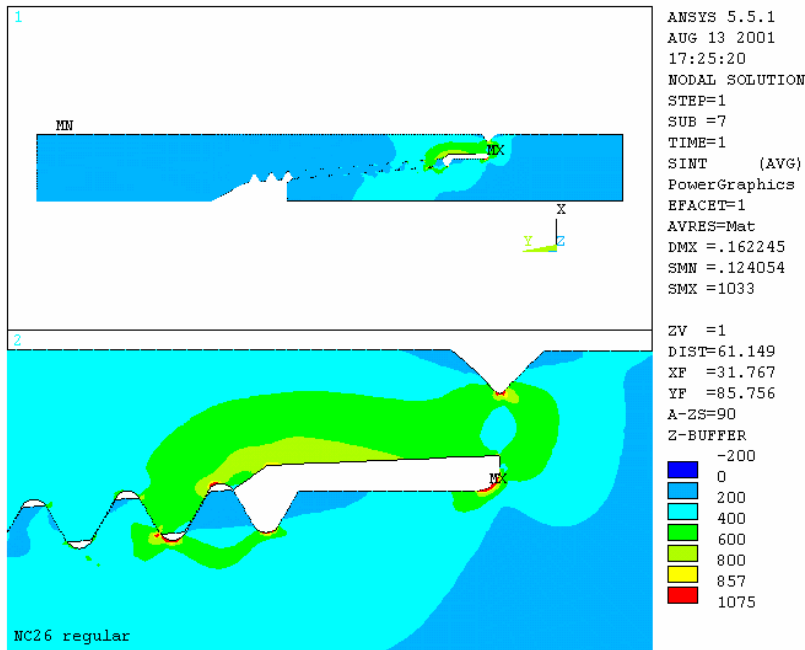 1
MN
MX
X
Y Z
2
MX
NC26 regular
ANSYS 5.5.1
AUG 13 2001
17:25:20
NODAL SOLUTION
STEP=1
SUB =7
TIME=1
SINT (AVG)
PowerGraphics
EFACET=1
AVRES=Mat
DMX =.162245
SMN =.124054
SMX =1033
ZV =1
DIST=61.149
XF =31.767
YF =85.756
A-ZS=90
Z-BUFFER
-200
0
200
400
600
800
857
1075